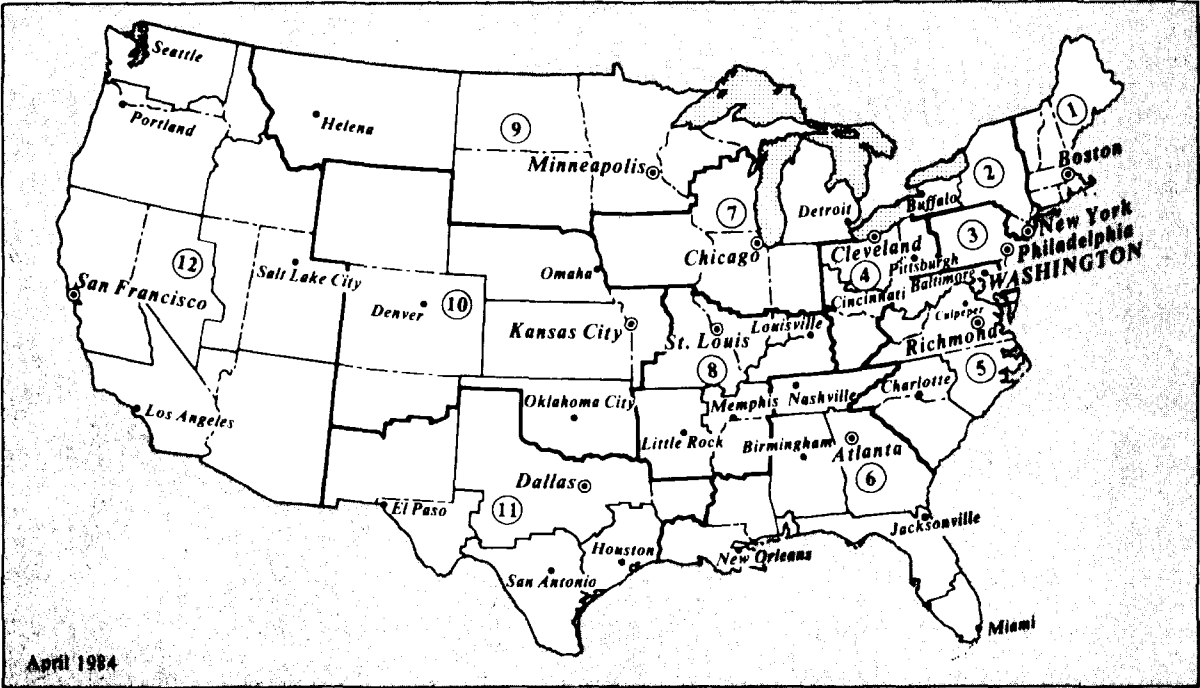 Seattle
Portland
Helena
9
Minneapolis
1
Boston
2
Buffalo
7
Detroit
Chicago
Cleveland
3
New York
Philadelphia
WASHINGTON
4
Pittsburgh
Baltimore
Cincinnati
12
Salt Lake City
San Francisco
Omaha
Denver
10
Kansas City
St. Louis
8
Louisville
Culpeper
Richmond
5
Charlotte
Los Angeles
Oklahoma City
Memphis
Nashville
Little Rock
Birmingham
Atlanta
6
Dallas
El Paso
11
Jacksonville
Houston
New Orleans
San Antonio
Miami
April 1984